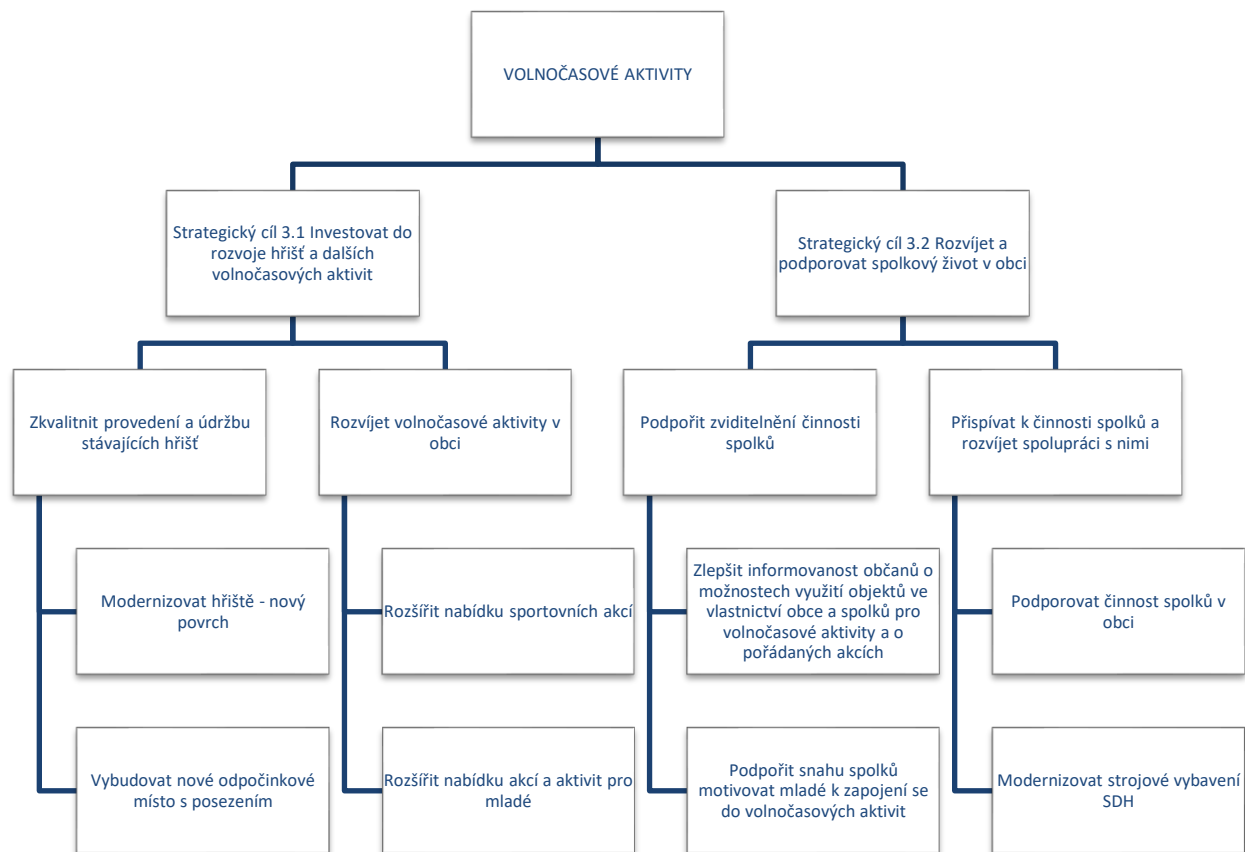 VOLNOČASOVÉ AKTIVITY
Strategický cíl 3.1 Investovat do
rozvoje hřišť a dalších
volnočasových aktivit
Strategický cíl 3.2 Rozvíjet a
podporovat spolkový život v obci
Zkvalitnit provedení a údržbu
stávajících hřišť
Rozvíjet volnočasové aktivity v
obci
Podpořit zviditelnění činnosti
spolků
Přispívat k činnosti spolků a
rozvíjet spolupráci s nimi
Modernizovat hřiště - nový
povrch
Rozšířit nabídku sportovních akcí
Zlepšit informovanost občanů o
možnostech využití objektů ve
vlastnictví obce a spolků pro
volnočasové aktivity a o
pořádaných akcích
Podporovat činnost spolků v
obci
Vybudovat nové odpočinkové
místo s posezením
Rozšířit nabídku akcí a aktivit pro
mladé
Podpořit snahu spolků
motivovat mladé k zapojení se
do volnočasových aktivit
Modernizovat strojové vybavení
SDH